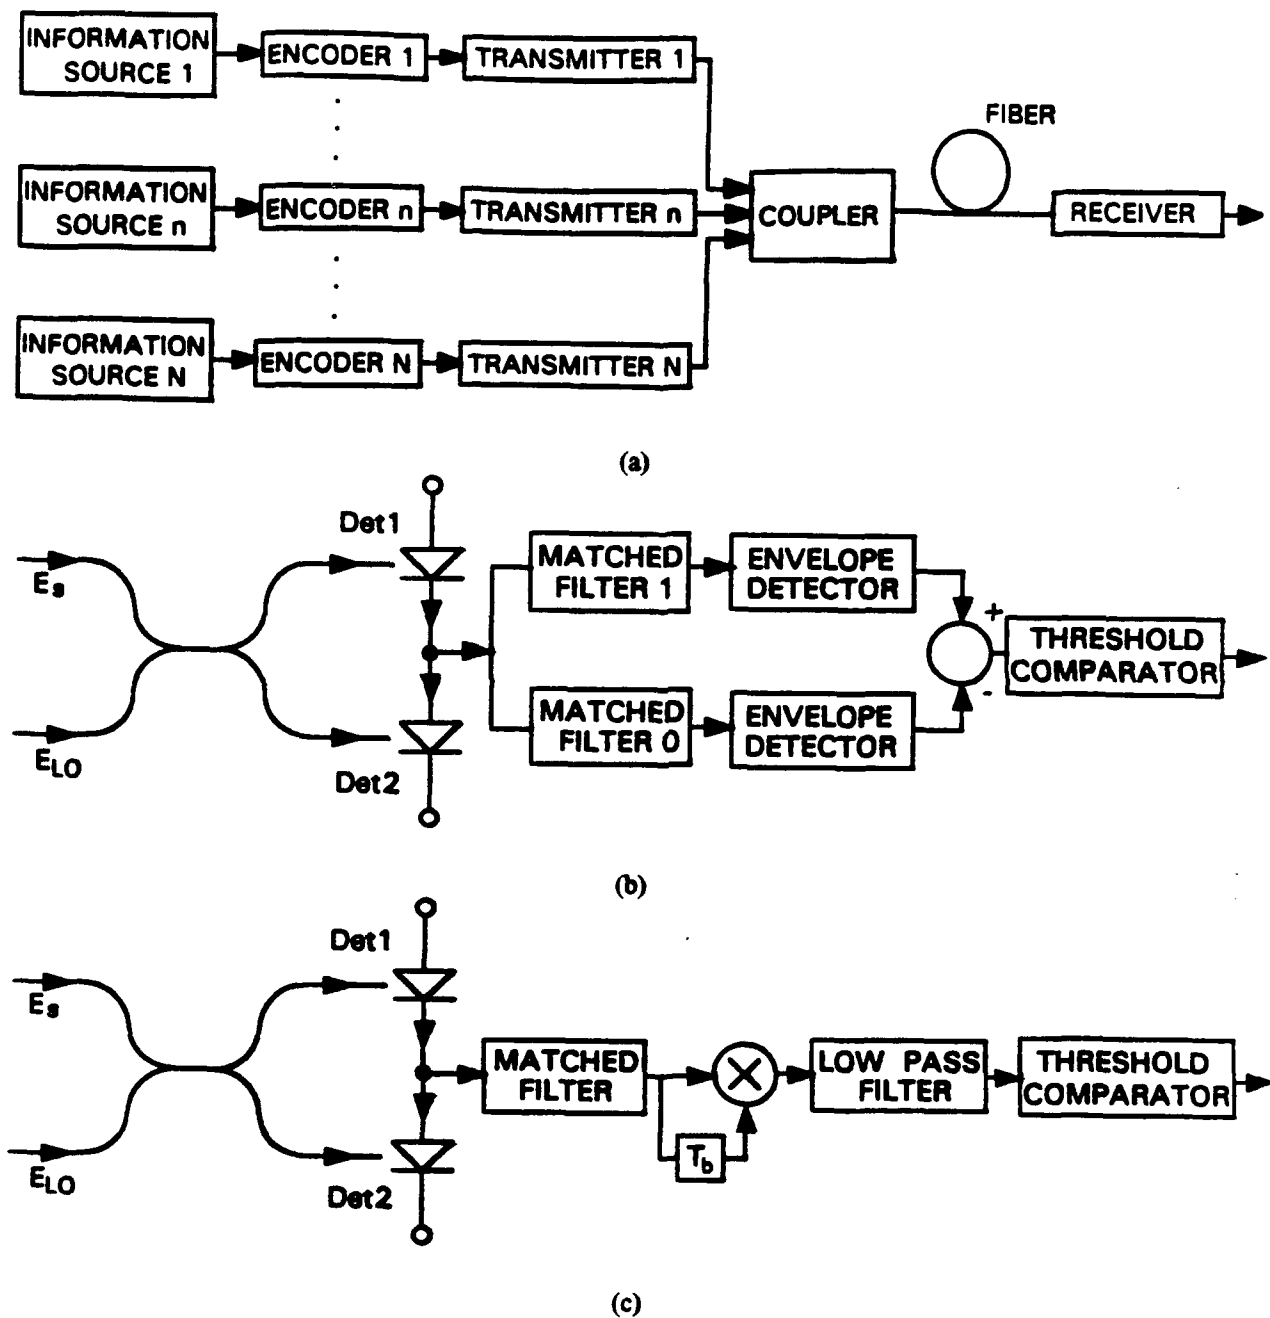 INFORMATION
SOURCE 1
ENCODER 1
TRANSMITTER 1
FIBER
INFORMATION
SOURCE n
ENCODER n
TRANSMITTER n
COUPLER
RECEIVER
INFORMATION
SOURCE N
ENCODER N
TRANSMITTER N
(a)
Det1
Es
MATCHED
FILTER 1
ENVELOPE
DETECTOR
+
THRESHOLD
COMPARATOR
-
MATCHED
FILTER 0
ENVELOPE
DETECTOR
ELO
Det2
(b)
Det1
Es
MATCHED
FILTER
LOW PASS
FILTER
THRESHOLD
COMPARATOR
Tb
ELO
Det2
(c)